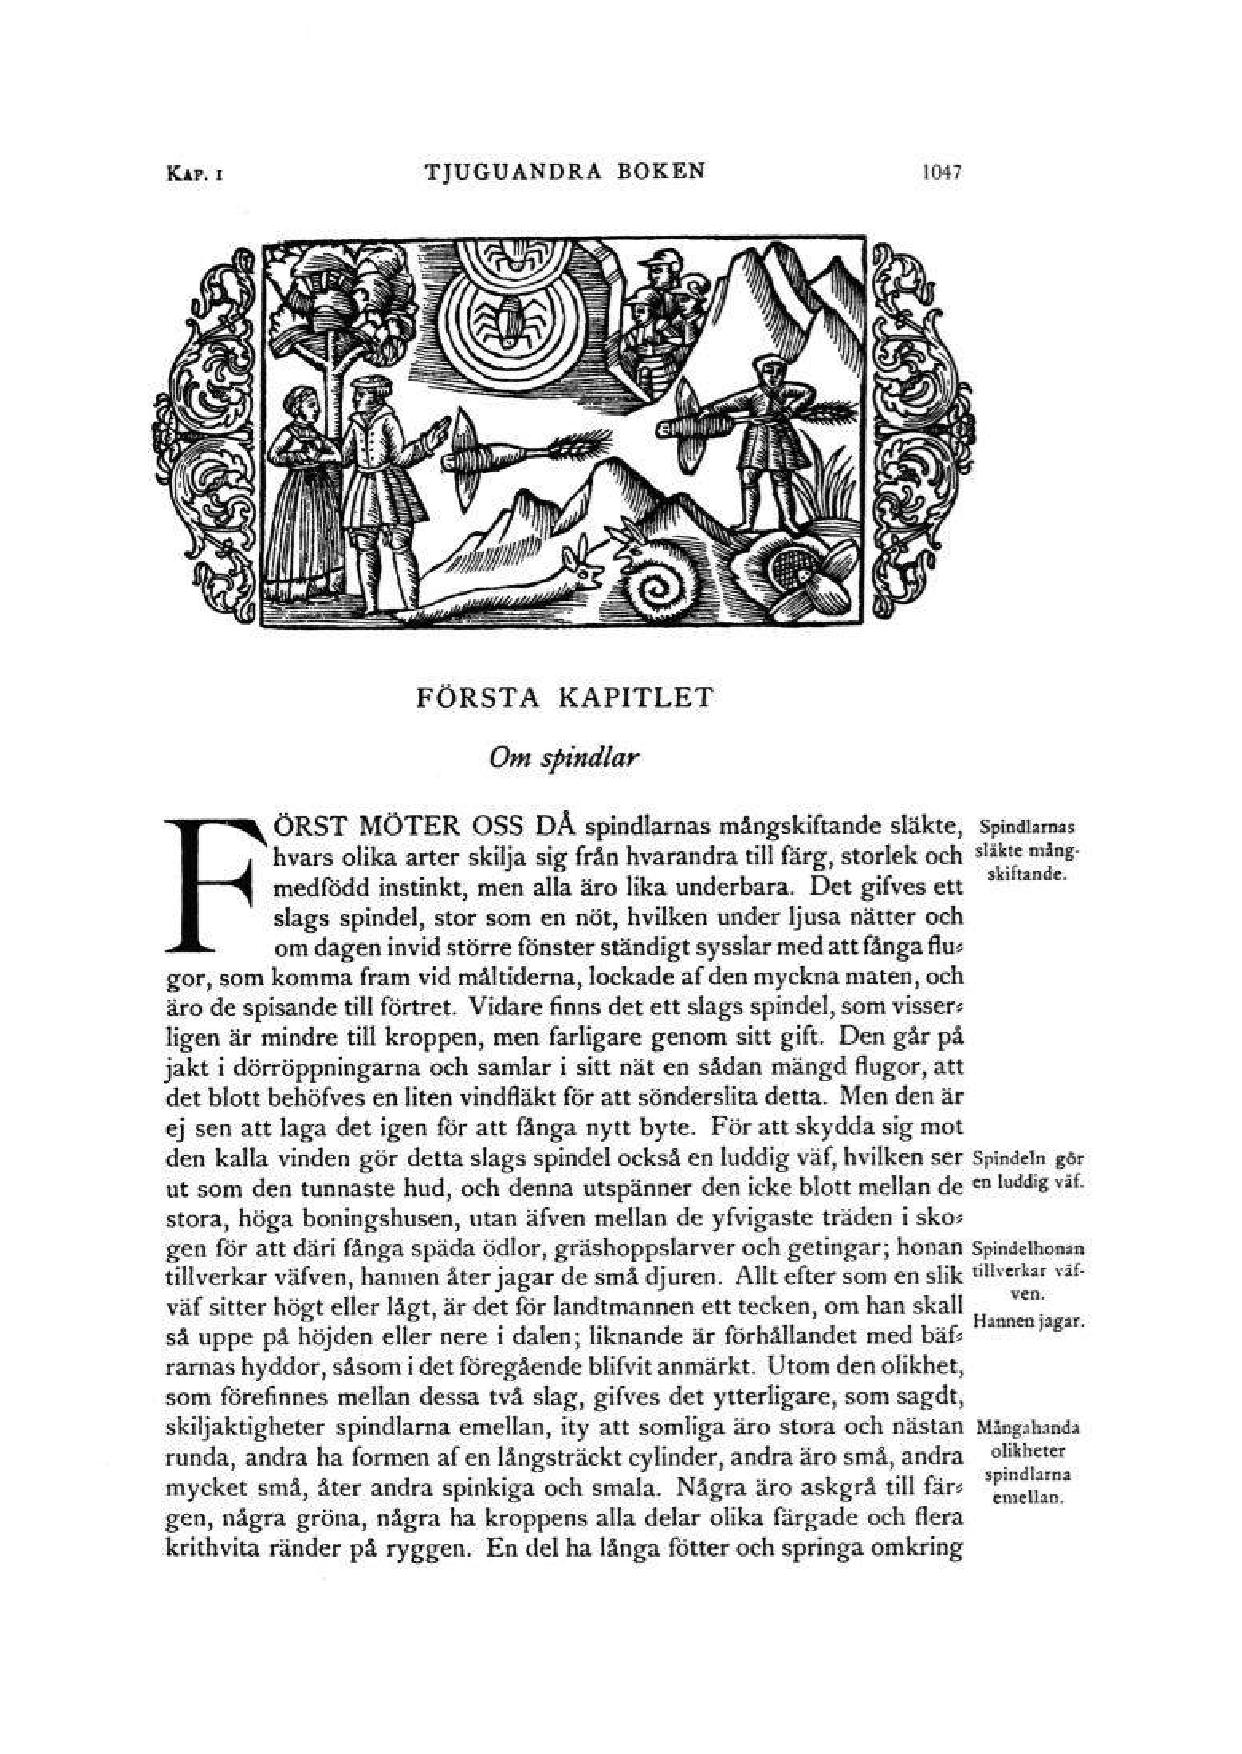 KAP. I TJUGUANDRA BOKEN 1047
FÖRSTA KAPITLET
Om spindlar
FÖRST MÖTER OSS DÅ spindlarnas mångskiftande släkte,
hvars olika arter skilja sig från hvarandra till färg, storlek och
medfödd instinkt, men alla äro lika underbara. Det gifves ett
slags spindel, stor som en nöt, hvilken under ljusa nätter och
om dagen invid större fönster ständigt sysslar med att fånga flu⸗
gor, som komma fram vid måltiderna, lockade af den myckna maten, och
äro de spisande till förtret. Vidare finns det ett slags spindel, som visser⸗
ligen är mindre till kroppen, men farligare genom sitt gift. Den går på
jakt i dörröppningarna och samlar i sitt nät en sådan mängd flugor, att
det blott behöfves en liten vindfläkt för att sönderslita detta. Men den är
ej sen att laga det igen för att fånga nytt byte. För att skydda sig mot
den kalla vinden gör detta slags spindel också en luddig väf, hvilken ser
ut som den tunnaste hud, och denna utspänner den icke blott mellan de
stora, höga boningshusen, utan äfven mellan de yfvigaste träden i sko⸗
gen för att däri fånga späda ödlor, gräshoppslarver och getingar; honan
tillverkar väfven, hannen åter jagar de små djuren. Allt efter som en slik
väf sitter högt eller lågt, är det för landtmannen ett tecken, om han skall
så uppe på höjden eller nere i dalen; liknande är förhållandet med bäf⸗
rarnas hyddor, såsom i det föregående blifvit anmärkt. Utom den olikhet,
som förefinnes mellan dessa två slag, gifves det ytterligare, som sagdt,
skiljaktigheter spindlarna emellan, ity att somliga äro stora och nästan
runda, andra ha formen af en långsträckt cylinder, andra äro små, andra
mycket små, åter andra spinkiga och smala. Några äro askgrå till fär⸗
gen, några gröna, några ha kroppens alla delar olika färgade och flera
krithvita ränder på ryggen. En del ha långa fötter och springa omkring
Spindlarnas
släkte mång-
skiftande.
Spindeln gör
en luddig väf.
Spindelhonan
tillverkar väf-
ven.
Hannen jagar.
Mångahanda
olikheter
spindlarna
emellan.